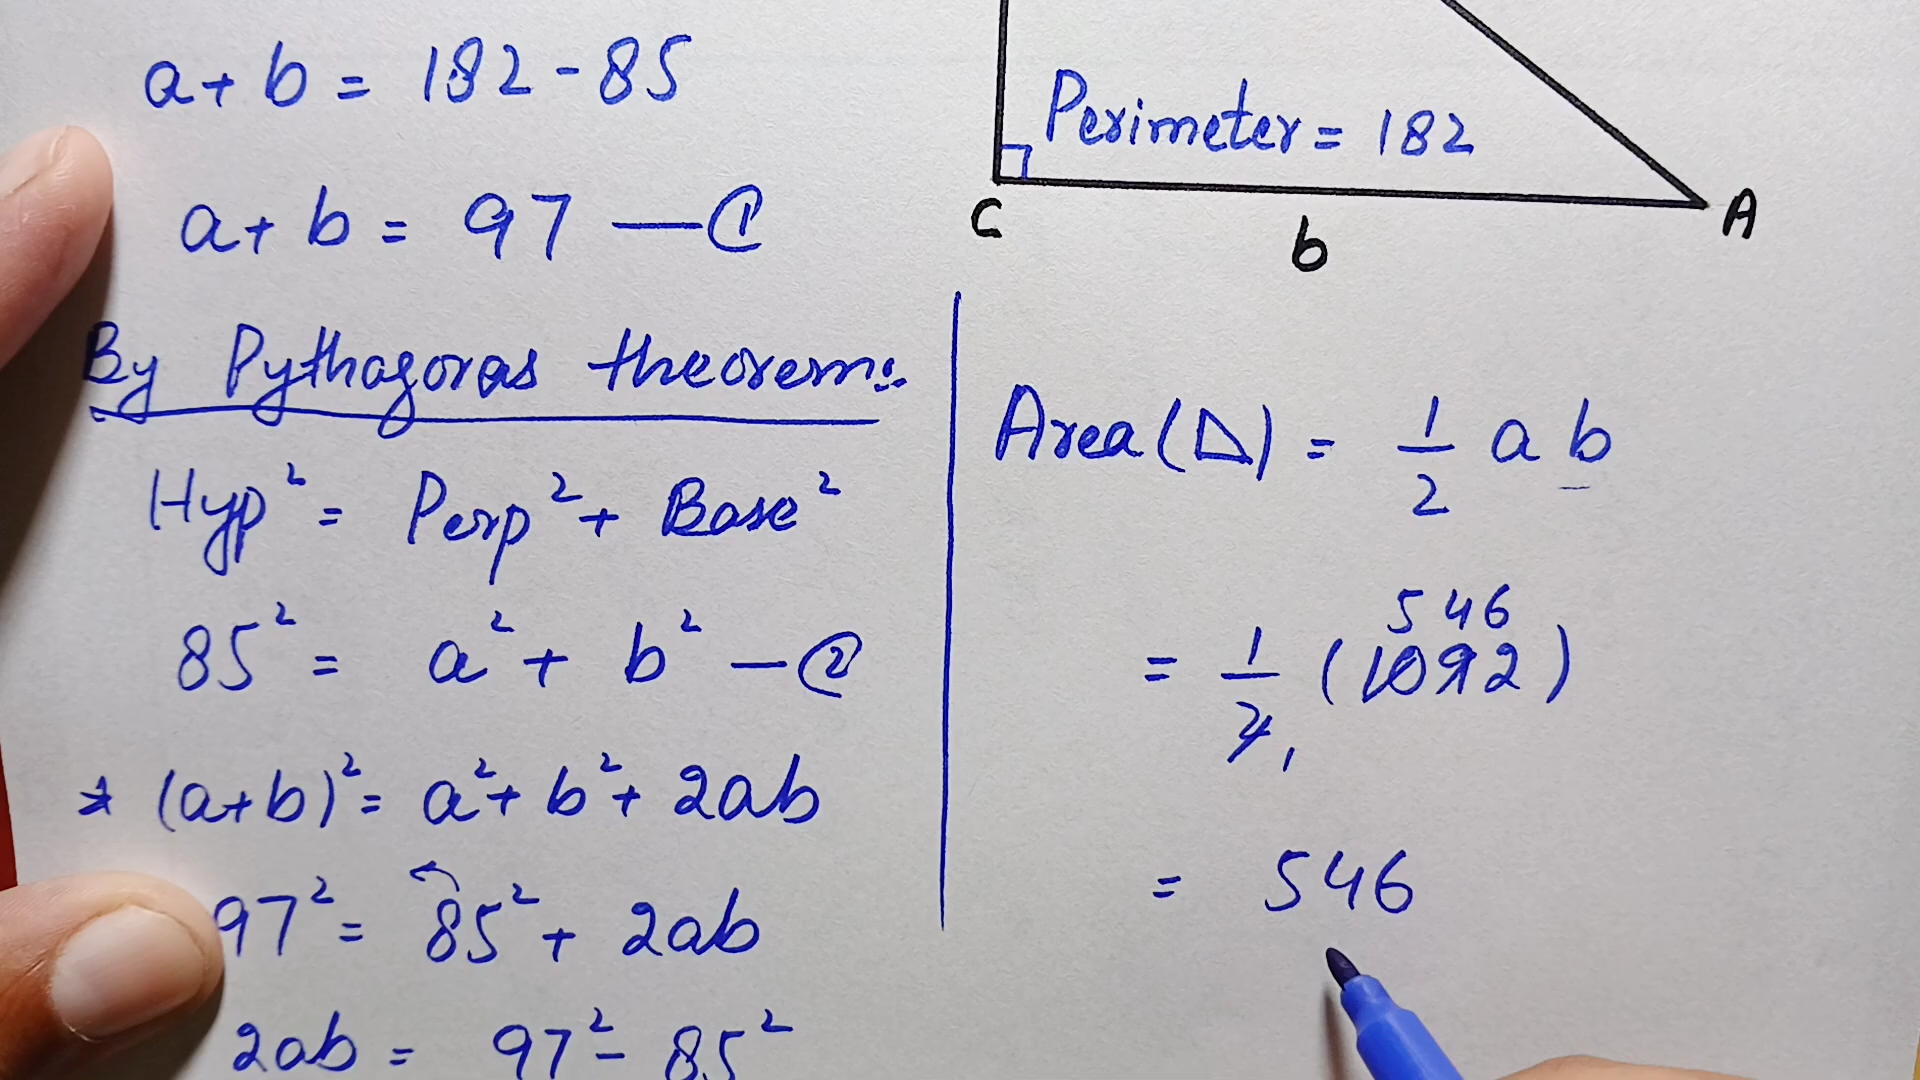 a + b = 182 - 85
a + b = 97 — ①
By Pythagoras theorem:-
Hyp² = Perp² + Base²
85² = a² + b² — ②
* (a+b)² = a² + b² + 2ab
97² = 85² + 2ab
2ab = 97² - 85²
Perimeter = 182
C
A
b
Area (△) = 1/2 a b
546
= 1/2 (1092)
1
= 546